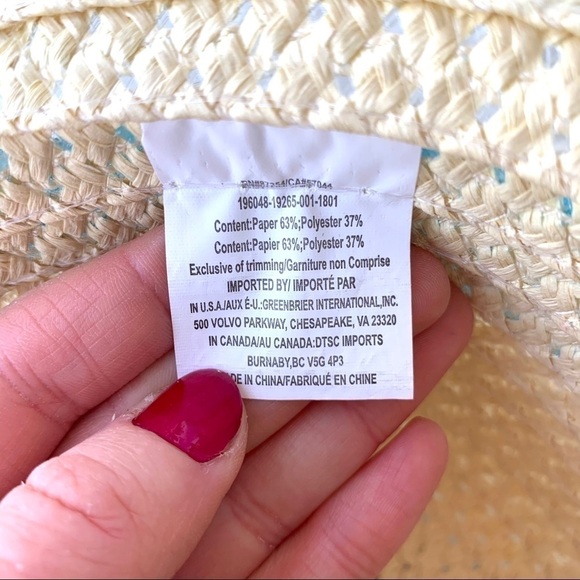 196048-19265-001-1801
Content:Paper 63%;Polyester 37%
Content:Papier 63%;Polyester 37%
Exclusive of trimming/Garniture non Comprise
IMPORTED BY/ IMPORTÉ PAR
IN U.S.A./AUX É-U.:GREENBRIER INTERNATIONAL,INC.
500 VOLVO PARKWAY, CHESAPEAKE, VA 23320
IN CANADA/AU CANADA:DTSC IMPORTS
BURNABY,BC V5G 4P3
DE IN CHINA/FABRIQUÉ EN CHINE